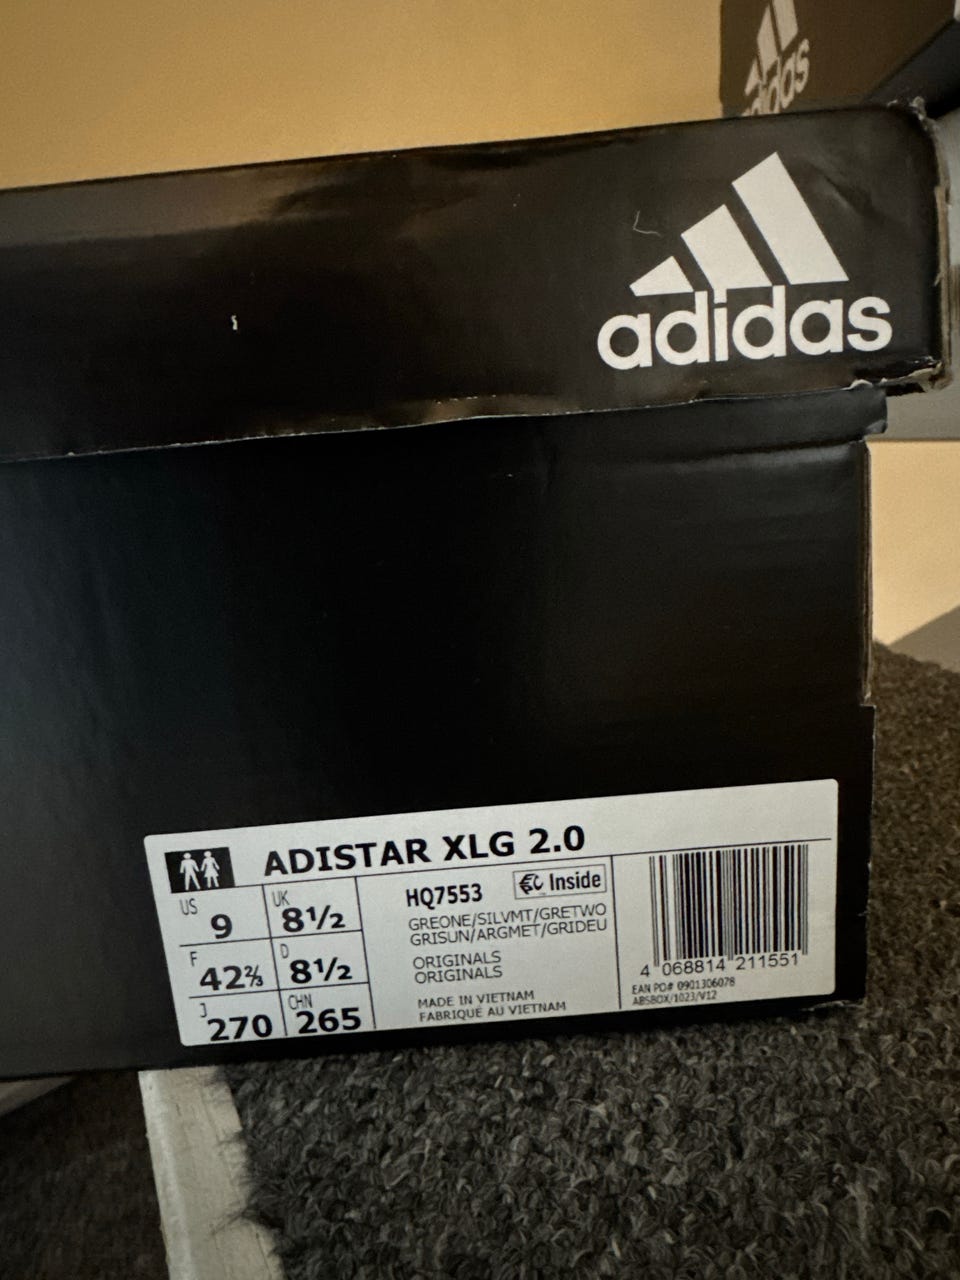 adidas
adidas
ADISTAR XLG 2.0
US 9 UK 8½
F 42⅔ D 8½
J 270 CHN 265
HQ7553 Inside
GREONE/SILVMT/GRETWO
GRISUN/ARGMET/GRIDEU
ORIGINALS
ORIGINALS
MADE IN VIETNAM
FABRIQUÉ AU VIETNAM
4 068814 211551
EAN PO# 0901306078
ABSBOX/1023/V12